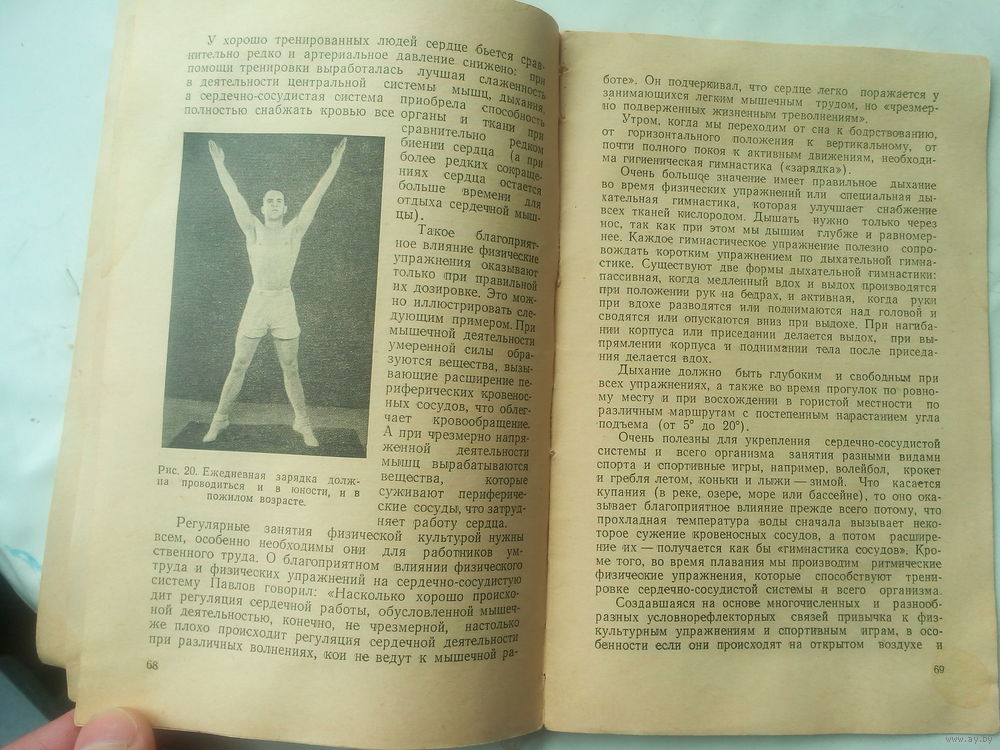 У хорошо тренированных людей сердце бьется срав-
нительно редко и артериальное давление снижено: при
помощи тренировки выработалась лучшая слаженность
в деятельности центральной системы мышц, дыхания,
а сердечно-сосудистая система приобрела способность
полностью снабжать кровью все органы и ткани при
сравнительно редком
биении сердца (а при
более редких сокраще-
ниях сердца остается
больше времени для
отдыха сердечной мыш-
цы).
Такое благоприят-
ное влияние физические
упражнения оказывают
только при правильной
их дозировке. Это мож-
но иллюстрировать сле-
дующим примером. При
мышечной деятельности
умеренной силы обра-
зуются вещества, вызы-
вающие расширение пе-
риферических кровенос-
ных сосудов, что облег-
чает кровообращение.
А при чрезмерно напря-
женной деятельности
мышц вырабатываются
вещества, которые
суживают перифериче-
ские сосуды, что затруд-
няет работу сердца.
Рис. 20. Ежедневная зарядка долж-
на проводиться и в юности, и в
пожилом возрасте.
Регулярные занятия физической культурой нужны
всем, особенно необходимы они для работников ум-
ственного труда. О благоприятном влиянии физического
труда и физических упражнений на сердечно-сосудистую
систему Павлов говорил: «Насколько хорошо происхо-
дит регуляция сердечной работы, обусловленной мышеч-
ной деятельностью, конечно, не чрезмерной, настолько
же плохо происходит регуляция сердечной деятельности
при различных волнениях, кои не ведут к мышечной ра-
68
боте». Он подчеркивал, что сердце легко поражается у
занимающихся легким мышечным трудом, но «чрезмер-
но подверженных жизненным треволнениям».
Утром, когда мы переходим от сна к бодрствованию,
от горизонтального положения к вертикальному, от
почти полного покоя к активным движениям, необходи-
ма гигиеническая гимнастика («зарядка»).
Очень большое значение имеет правильное дыхание
во время физических упражнений или специальная ды-
хательная гимнастика, которая улучшает снабжение
всех тканей кислородом. Дышать нужно только через
нос, так как при этом мы дышим глубже и равномер-
нее. Каждое гимнастическое упражнение полезно сопро-
вождать коротким упражнением по дыхательной гимна-
стике. Существуют две формы дыхательной гимнастики:
пассивная, когда медленный вдох и выдох производятся
при положении рук на бедрах, и активная, когда руки
при вдохе разводятся или поднимаются над головой и
сводятся или опускаются вниз при выдохе. При нагиба-
нии корпуса или приседании делается выдох, при вы-
прямлении корпуса и поднимании тела после приседа-
ния делается вдох.
Дыхание должно быть глубоким и свободным при
всех упражнениях, а также во время прогулок по ровно-
му месту и при восхождении в гористой местности по
различным маршрутам с постепенным нарастанием угла
подъема (от 5° до 20°).
Очень полезны для укрепления сердечно-сосудистой
системы и всего организма занятия разными видами
спорта и спортивные игры, например, волейбол, крокет
и гребля летом, коньки и лыжи — зимой. Что касается
купания (в реке, озере, море или бассейне), то оно ока-
зывает благоприятное влияние прежде всего потому, что
прохладная температура воды сначала вызывает неко-
торое сужение кровеносных сосудов, а потом расшире-
ние их — получается как бы «гимнастика сосудов». Кро-
ме того, во время плавания мы производим ритмические
физические упражнения, которые способствуют трени-
ровке сердечно-сосудистой системы и всего организма.
Создавшаяся на основе многочисленных и разнооб-
разных условнорефлекторных связей привычка к физ-
культурным упражнениям и спортивным играм, в осо-
бенности если они происходят на открытом воздухе и
69
www.ay.by